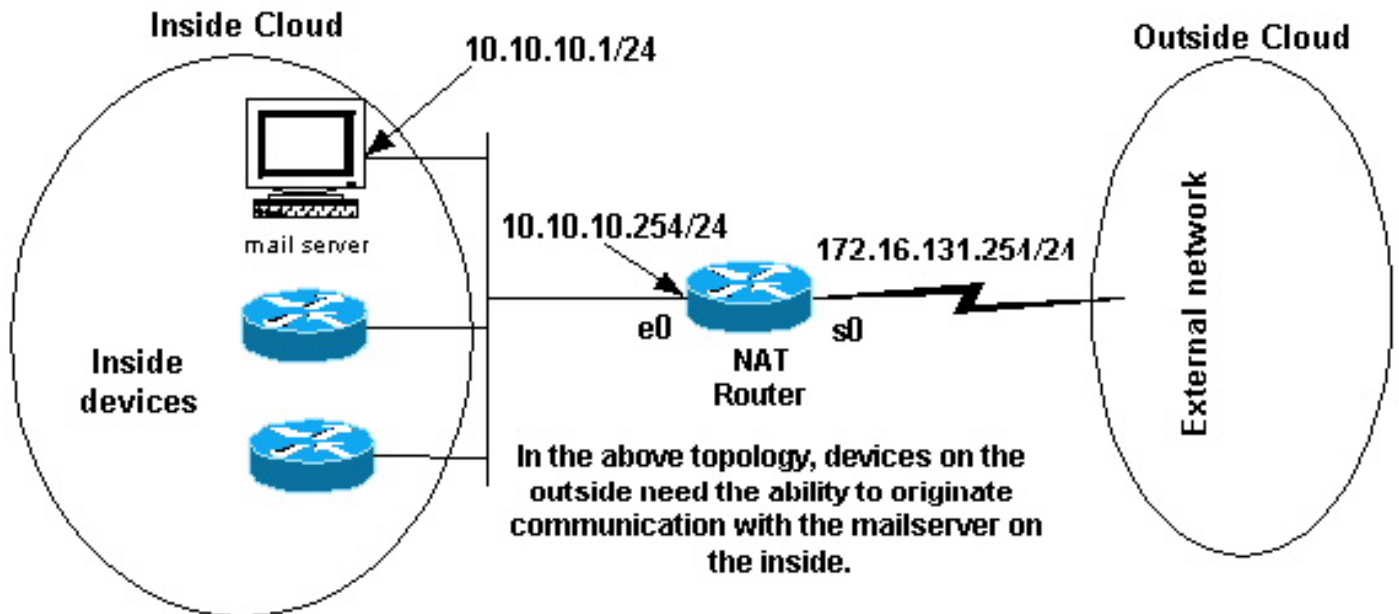 Inside Cloud
10.10.10.1/24
Outside Cloud
mail server
10.10.10.254/24
172.16.131.254/24
e0
s0
NAT
Router
Inside
devices
External network
In the above topology, devices on the
outside need the ability to originate
communication with the mailserver on
the inside.